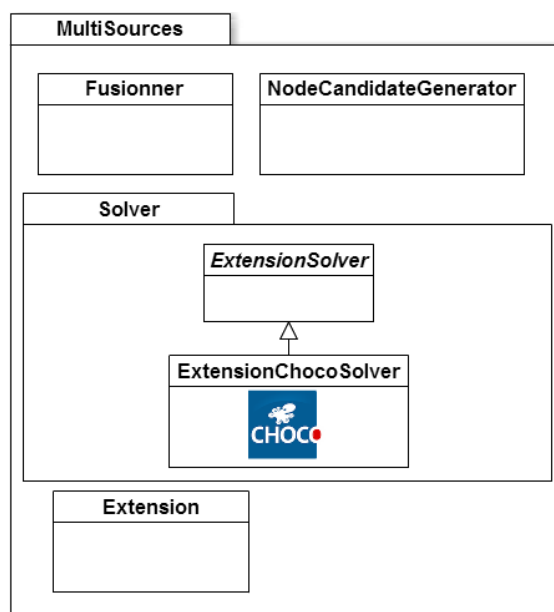 MultiSources
Fusionner
NodeCandidateGenerator
Solver
ExtensionSolver
ExtensionChocoSolver
CHOCO
Extension